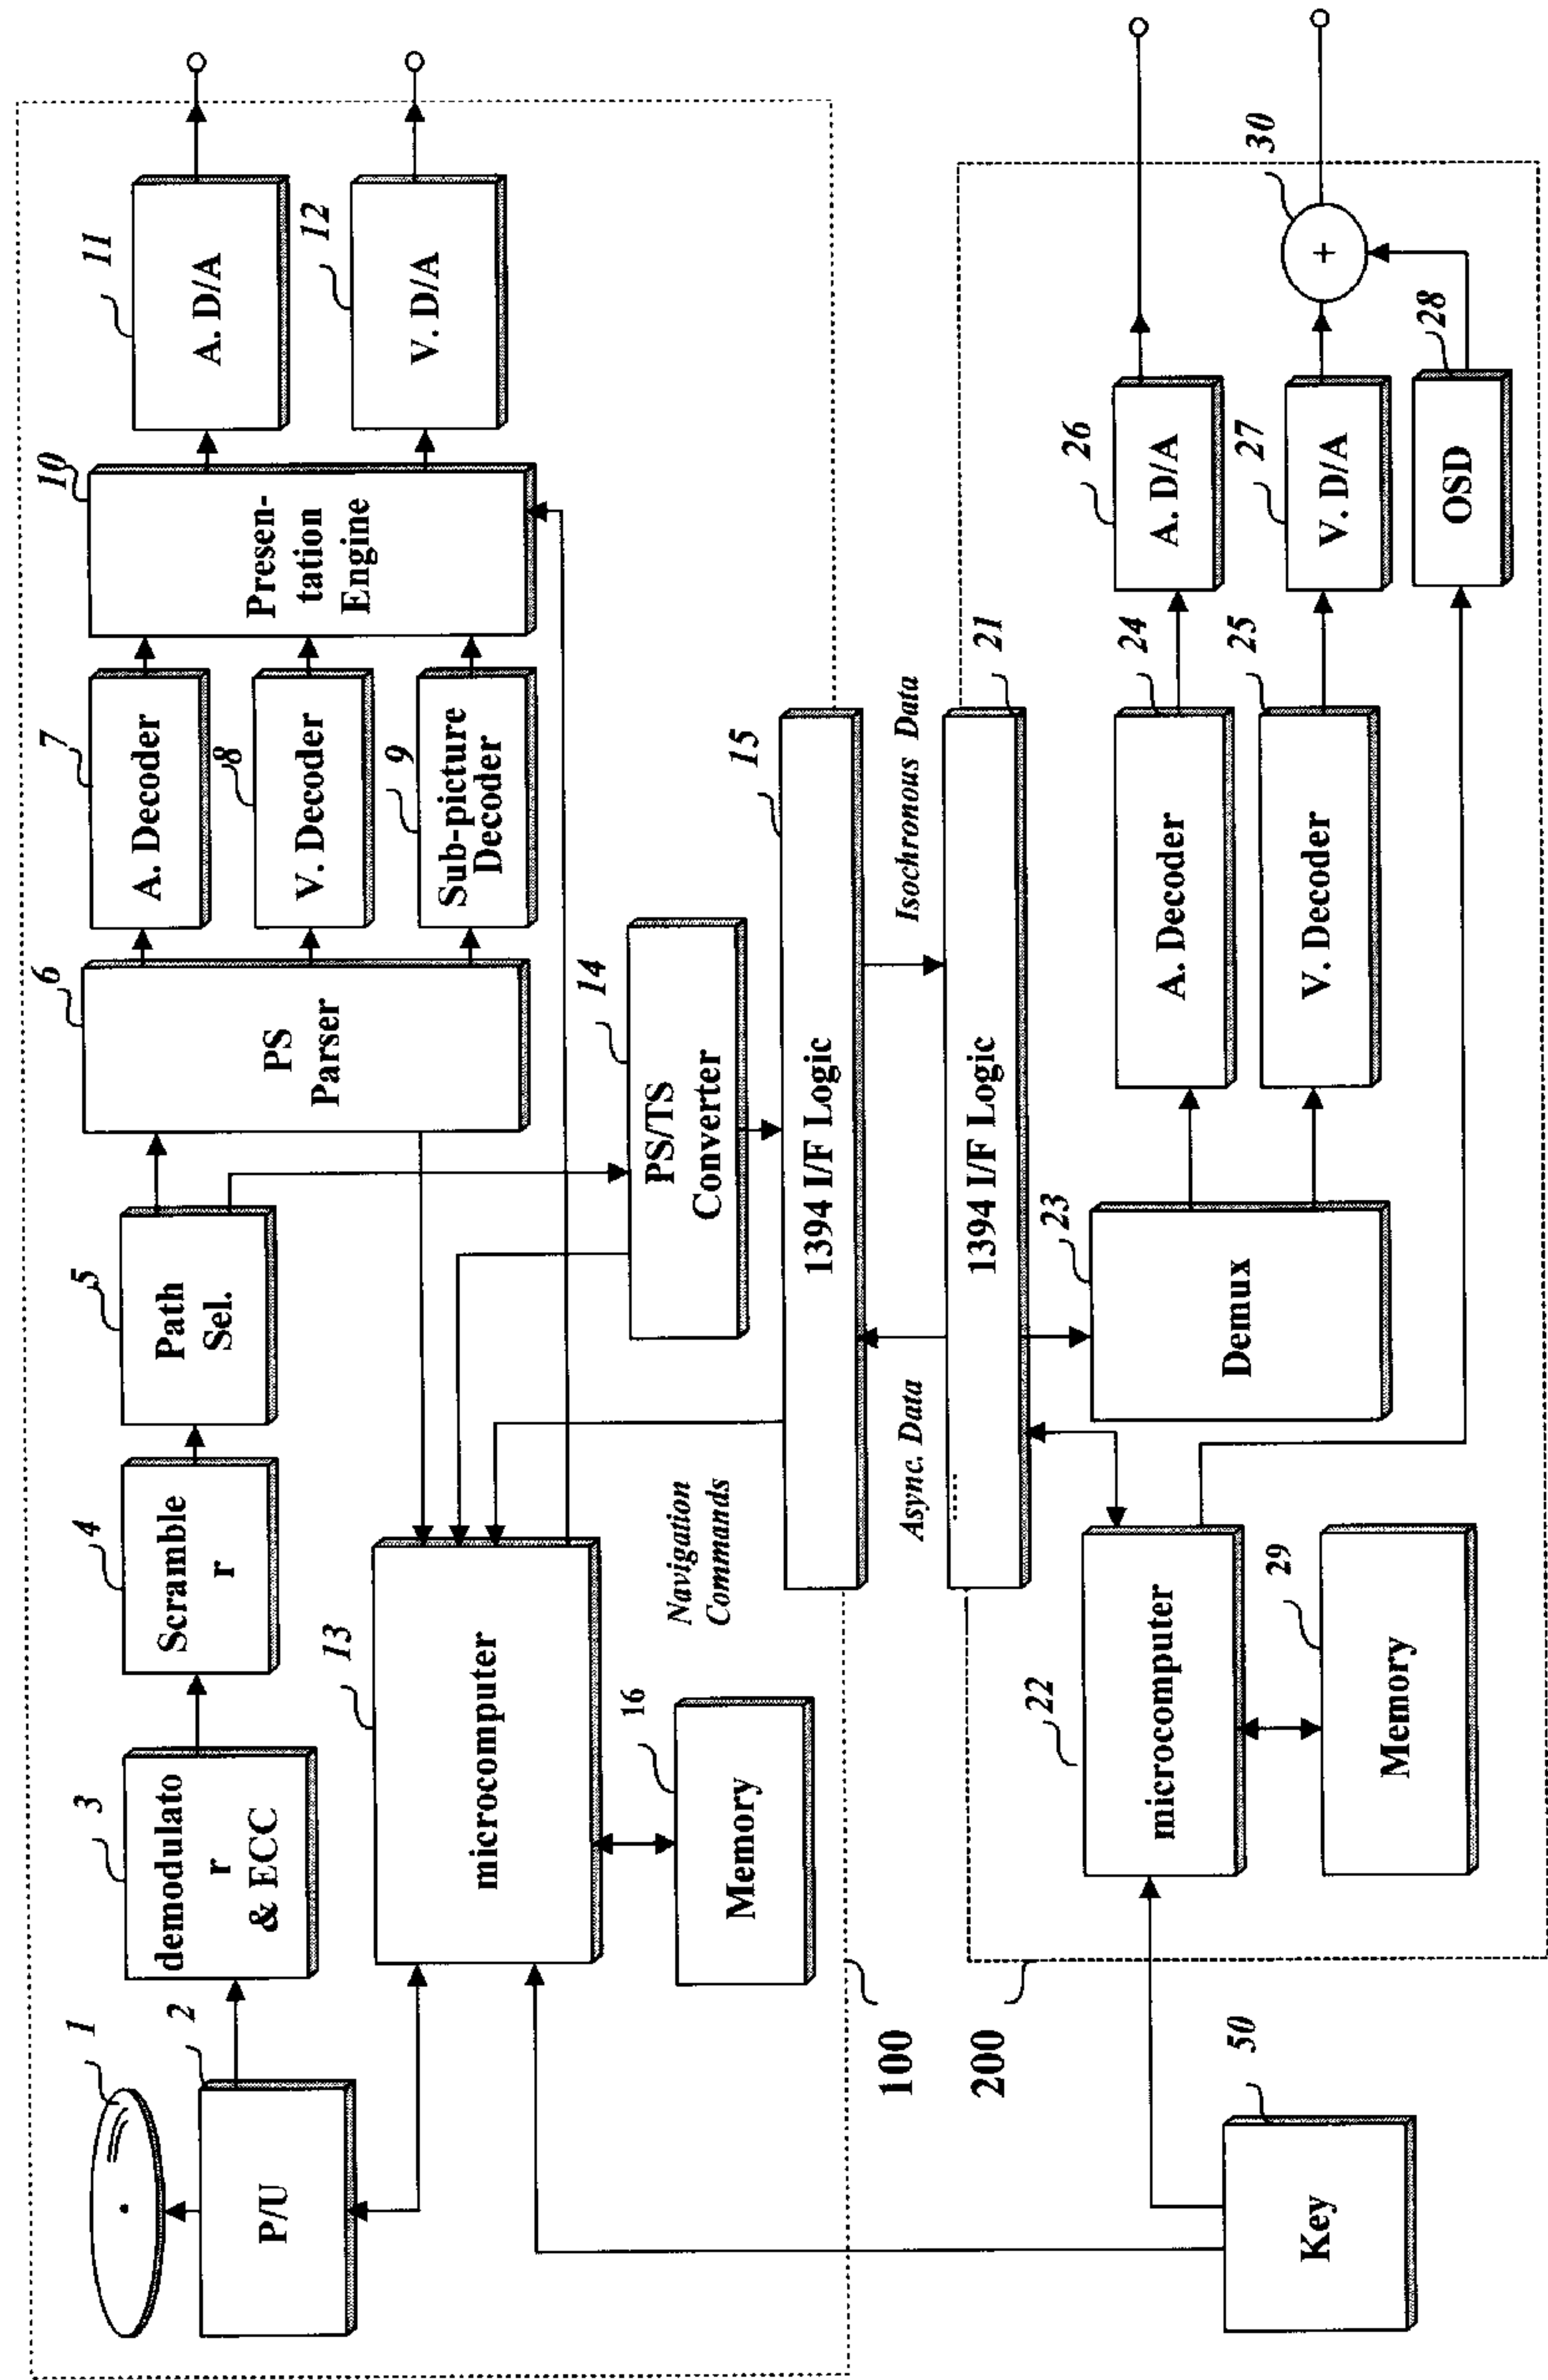 1
P/U
2
demodulato
r
& ECC
3
Scramble
r
4
Path
Sel.
5
PS
Parser
6
A. Decoder
7
V. Decoder
8
Sub-picture
Decoder
9
Presen-
tation
Engine
10
A. D/A
11
V. D/A
12
microcomputer
13
Memory
16
PS/TS
Converter
14
Navigation
Commands
1394 I/F Logic
15
Async. Data
Isochronous Data
1394 I/F Logic
21
100
200
Key
50
microcomputer
22
Memory
29
Demux
23
A. Decoder
24
V. Decoder
25
A. D/A
26
V. D/A
27
OSD
28
+
30